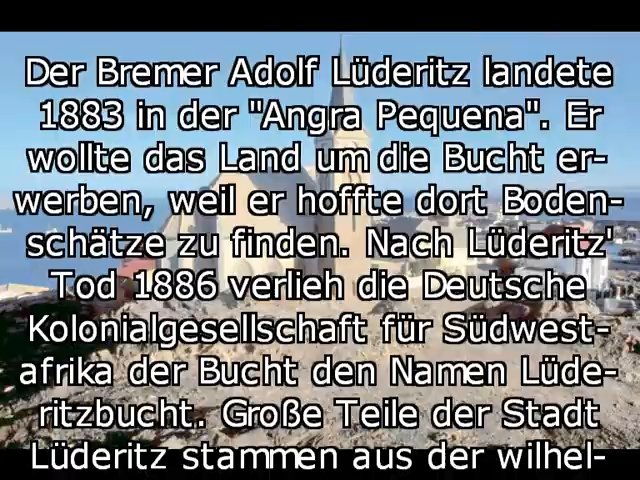 Der Bremer Adolf Lüderitz landete
1883 in der "Angra Pequena". Er
wollte das Land um die Bucht er-
werben, weil er hoffte dort Boden-
schätze zu finden. Nach Lüderitz'
Tod 1886 verlieh die Deutsche
Kolonialgesellschaft für Südwest-
afrika der Bucht den Namen Lüde-
ritzbucht. Große Teile der Stadt
Lüderitz stammen aus der wilhel-